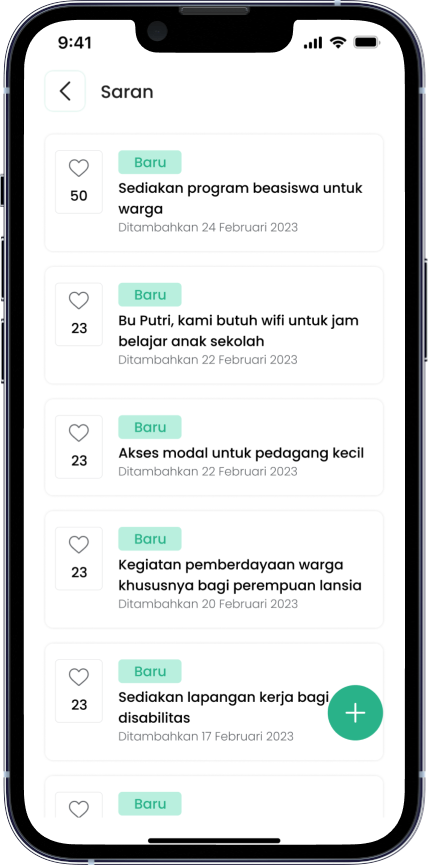 9:41
Saran
Baru
50
Sediakan program beasiswa untuk
warga
Ditambahkan 24 Februari 2023
Baru
23
Bu Putri, kami butuh wifi untuk jam
belajar anak sekolah
Ditambahkan 22 Februari 2023
Baru
23
Akses modal untuk pedagang kecil
Ditambahkan 22 Februari 2023
Baru
23
Kegiatan pemberdayaan warga
khususnya bagi perempuan lansia
Ditambahkan 20 Februari 2023
Baru
23
Sediakan lapangan kerja bagi
disabilitas
Ditambahkan 17 Februari 2023
Baru